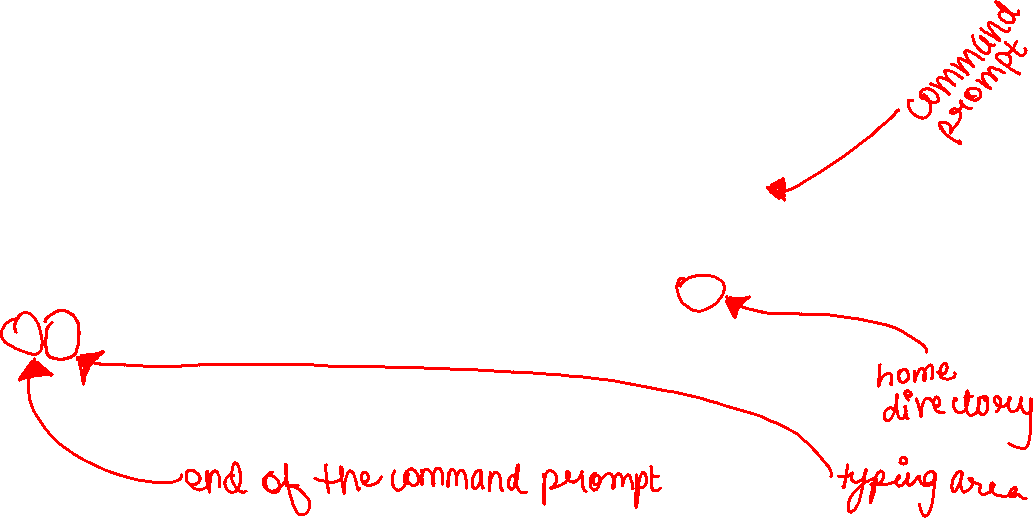 command
prompt
home
directory
end of the command prompt
typing area